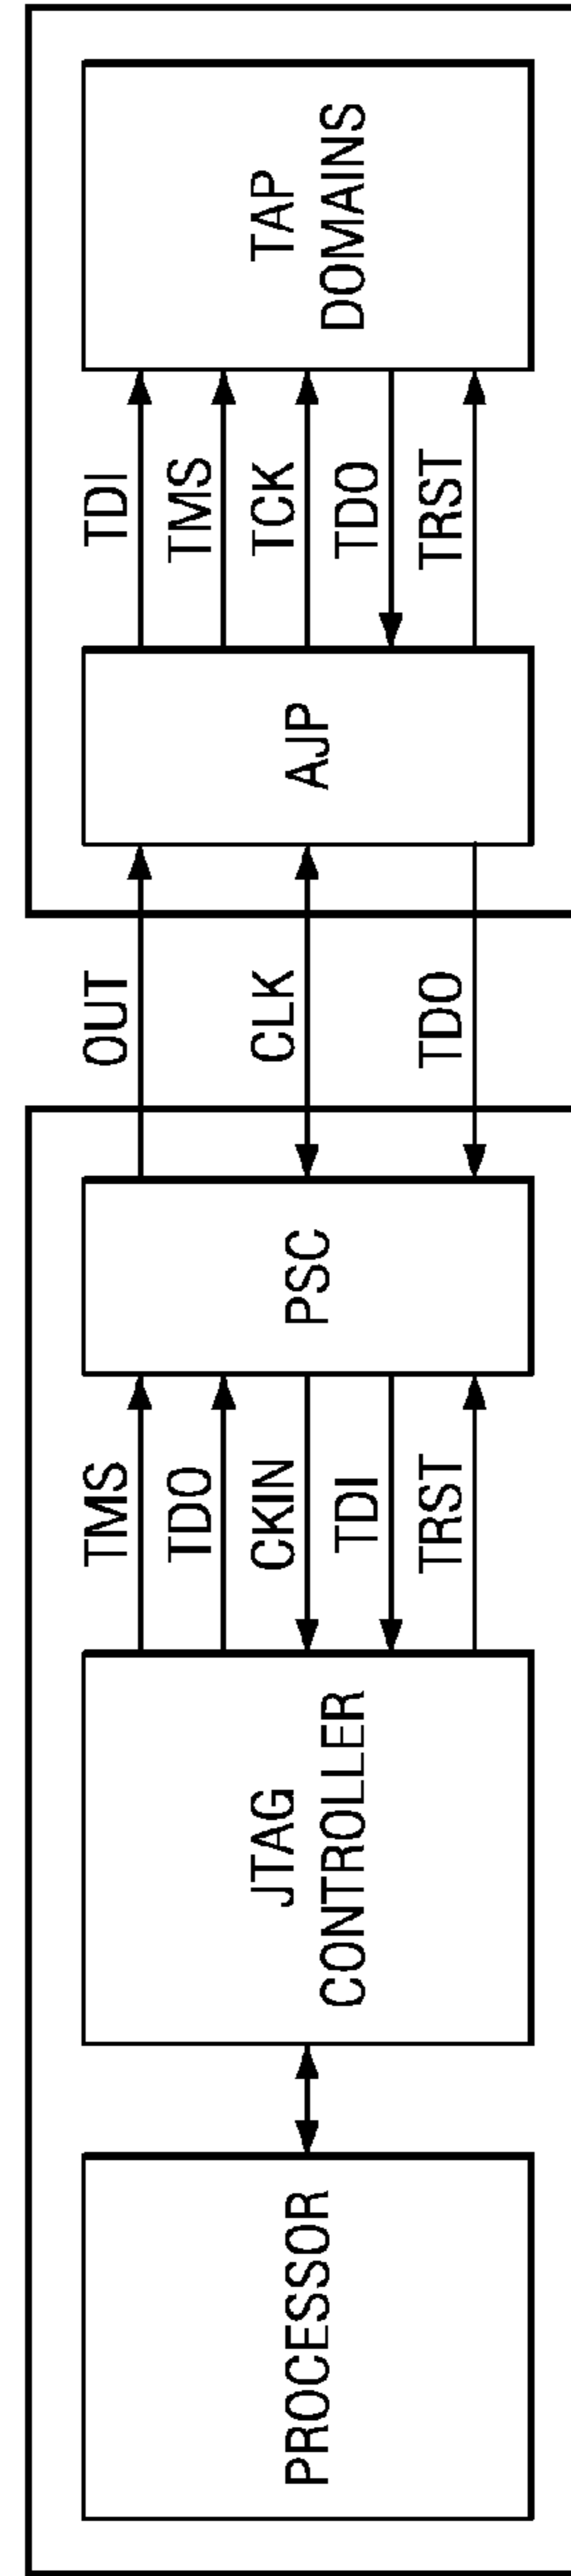 PROCESSOR
JTAG
CONTROLLER
TMS
TDO
CKIN
TDI
TRST
PSC
OUT
CLK
TDO
AJP
TDI
TMS
TCK
TDO
TRST
TAP
DOMAINS